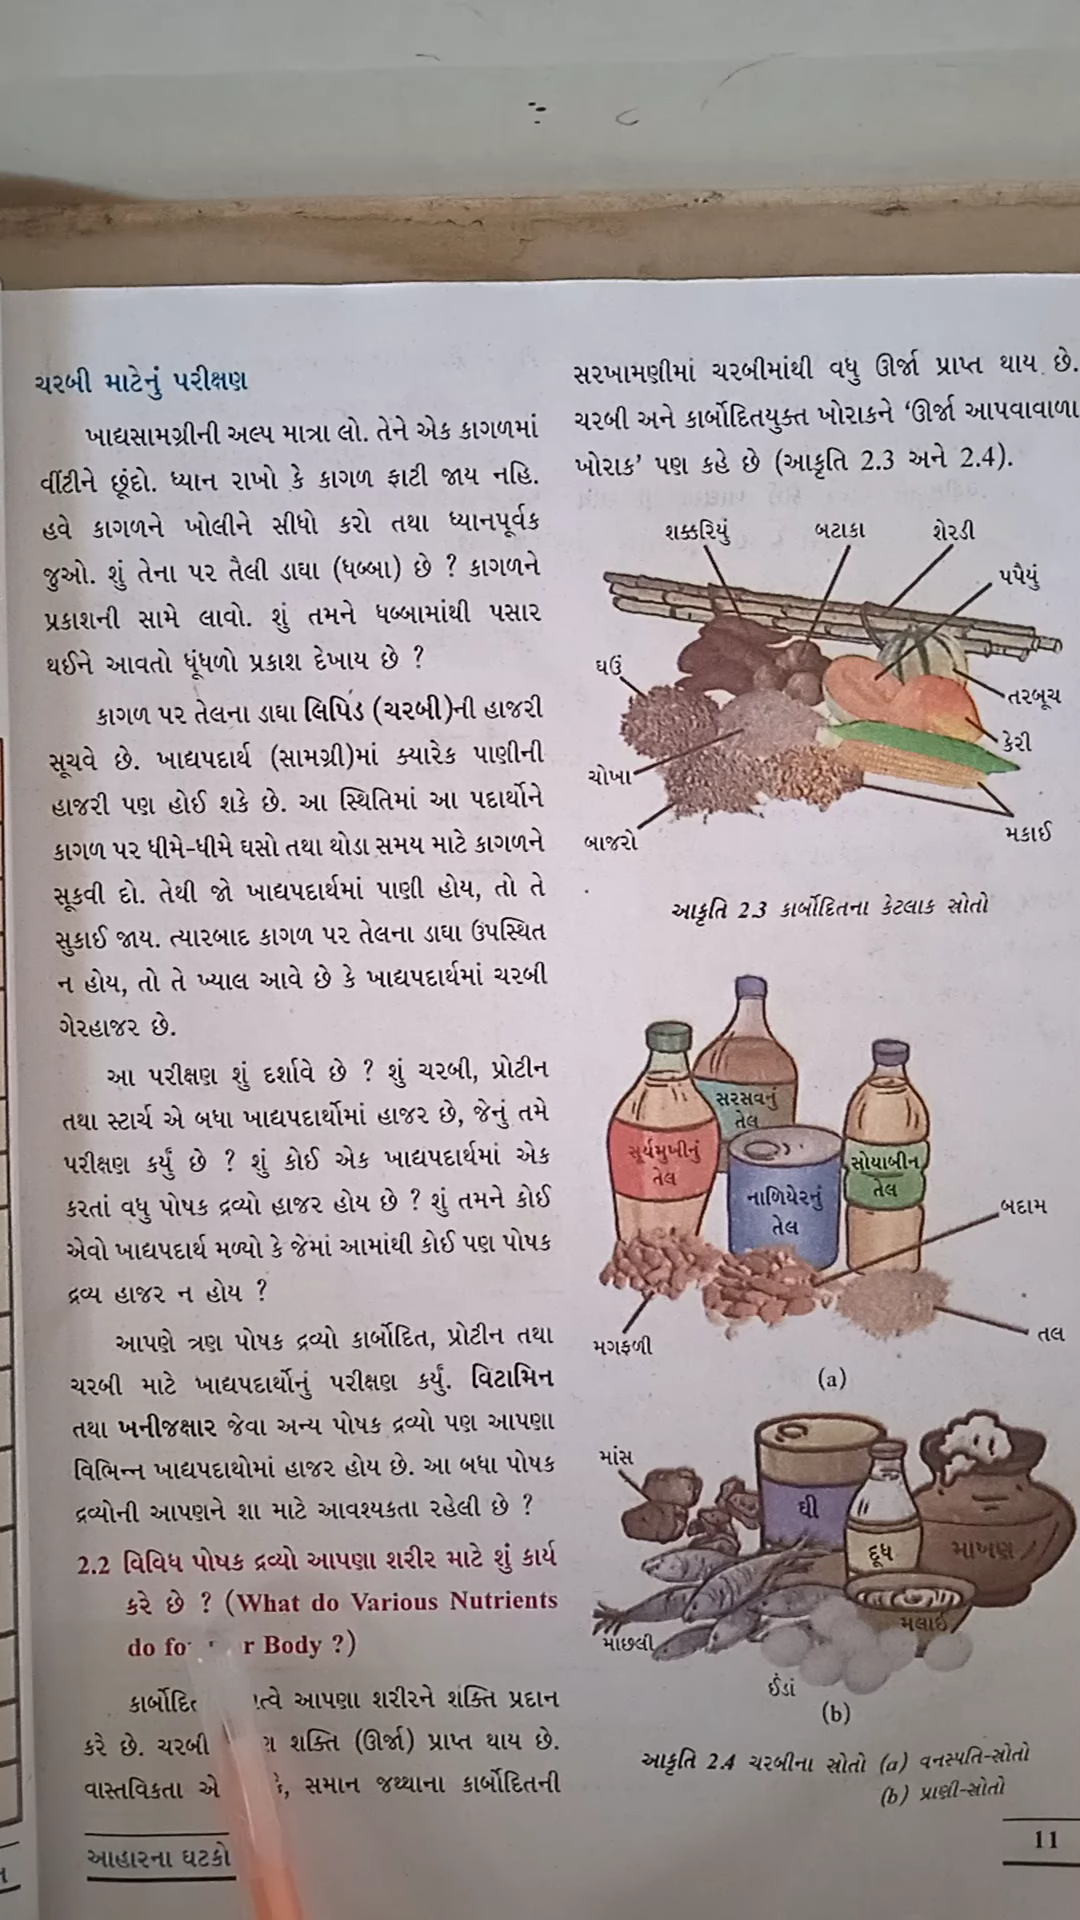 ચરબી માટેનું પરીક્ષણ
ખાદ્યસામગ્રીની અલ્પ માત્રા લો. તેને એક કાગળમાં
વીંટીને છૂંદો. ધ્યાન રાખો કે કાગળ ફાટી જાય નહિ.
હવે કાગળને ખોલીને સીધો કરો તથા ધ્યાનપૂર્વક
જુઓ. શું તેના પર તૈલી ડાઘા (ધબ્બા) છે ? કાગળને
પ્રકાશની સામે લાવો. શું તમને ધબ્બામાંથી પસાર
થઈને આવતો ધૂંધળો પ્રકાશ દેખાય છે ?
કાગળ પર તેલના ડાઘા લિપિડ (ચરબી)ની હાજરી
સૂચવે છે. ખાદ્યપદાર્થ (સામગ્રી)માં ક્યારેક પાણીની
હાજરી પણ હોઈ શકે છે. આ સ્થિતિમાં આ પદાર્થોને
કાગળ પર ધીમે-ધીમે ઘસો તથા થોડા સમય માટે કાગળને
સૂકવી દો. તેથી જો ખાદ્યપદાર્થમાં પાણી હોય, તો તે
સુકાઈ જાય. ત્યારબાદ કાગળ પર તેલના ડાઘા ઉપસ્થિત
ન હોય, તો તે ખ્યાલ આવે છે કે ખાદ્યપદાર્થમાં ચરબી
ગેરહાજર છે.
આ પરીક્ષણ શું દર્શાવે છે ? શું ચરબી, પ્રોટીન
તથા સ્ટાર્ચ એ બધા ખાદ્યપદાર્થોમાં હાજર છે, જેનું તમે
પરીક્ષણ કર્યું છે ? શું કોઈ એક ખાદ્યપદાર્થમાં એક
કરતાં વધુ પોષક દ્રવ્યો હાજર હોય છે ? શું તમને કોઈ
એવો ખાદ્યપદાર્થ મળ્યો કે જેમાં આમાંથી કોઈ પણ પોષક
દ્રવ્ય હાજર ન હોય ?
આપણે ત્રણ પોષક દ્રવ્યો કાર્બોદિત, પ્રોટીન તથા
ચરબી માટે ખાદ્યપદાર્થોનું પરીક્ષણ કર્યું. વિટામિન
તથા ખનીજક્ષાર જેવા અન્ય પોષક દ્રવ્યો પણ આપણા
વિભિન્ન ખાદ્યપદાથોમાં હાજર હોય છે. આ બધા પોષક
દ્રવ્યોની આપણને શા માટે આવશ્યકતા રહેલી છે ?
2.2 વિવિધ પોષક દ્રવ્યો આપણા શરીર માટે શું કાર્ય
કરે છે ? (What do Various Nutrients
do Body ?)
આપણા શરીરને શક્તિ પ્રદાન
કરે છે. ચરબી શક્તિ (ઊર્જા) પ્રાપ્ત થાય છે.
વાસ્તવિકતા એ સમાન જથ્થાના કાર્બોદિતની
આહારના ઘટકો
સરખામણીમાં ચરબીમાંથી વધુ ઊર્જા પ્રાપ્ત થાય છે.
ચરબી અને કાર્બોદિતયુક્ત ખોરાકને ‘ઊર્જા આપવાવાળા
ખોરાક’ પણ કહે છે (આકૃતિ 2.3 અને 2.4).
શક્કરિયું
બટાકા
શેરડી
પપૈયું
ઘઉં
તરબૂચ
કેરી
ચોખા
મકાઈ
બાજરો
આકૃતિ 2.3 કાર્બોદિતના કેટલાક સ્રોતો
સરસવનું
તેલ
સૂર્યમુખીનું
તેલ
સોયાબીન
તેલ
નાળિયેરનું
તેલ
બદામ
મગફળી
તલ
(a)
માંસ
ઘી
દૂધ
માખણ
મલાઈ
માછલી
ઈંડાં
(b)
આકૃતિ 2.4 ચરબીના સ્રોતો (a) વનસ્પતિ-સ્રોતો
(b) પ્રાણી-સ્રોતો
11